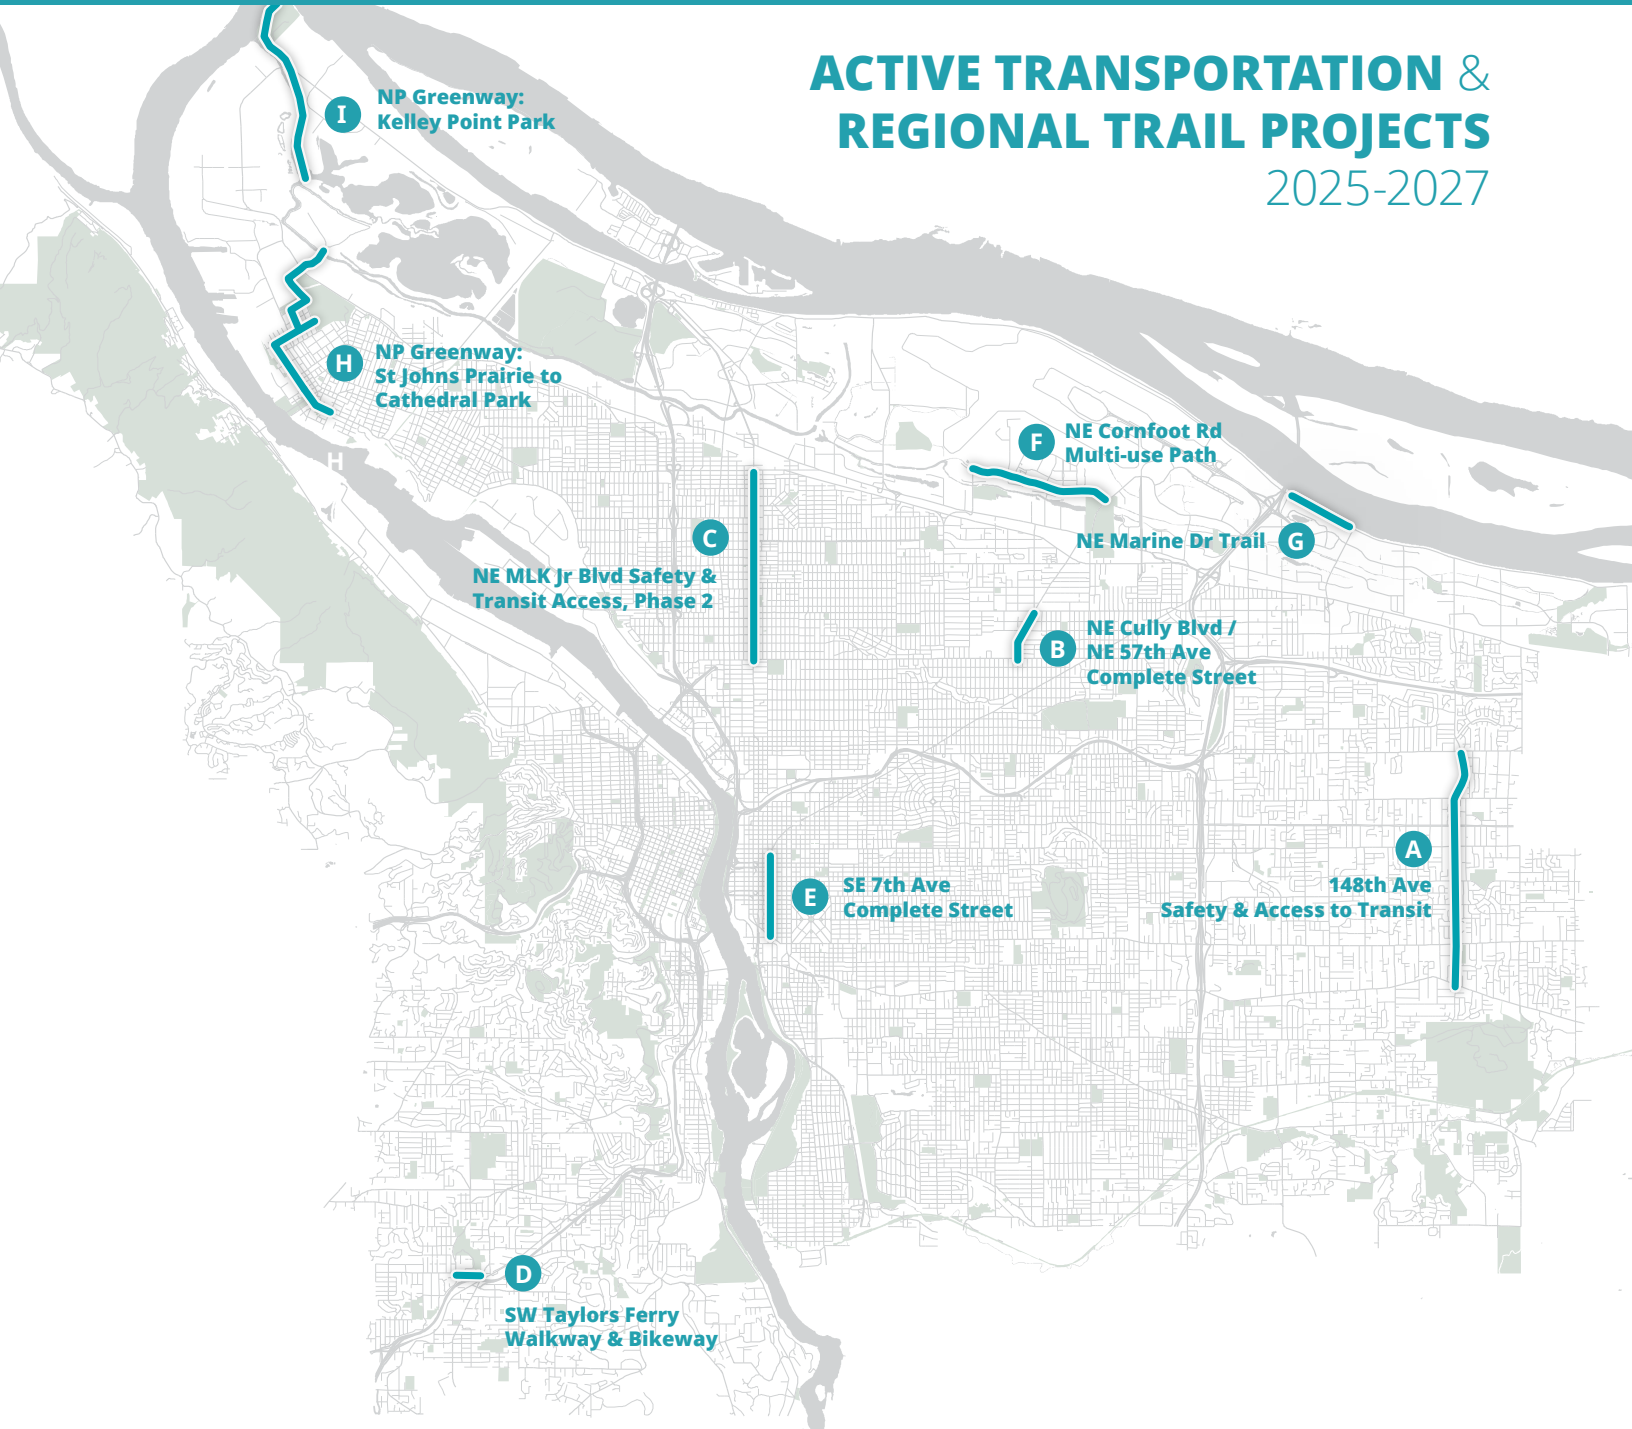 ACTIVE TRANSPORTATION &
REGIONAL TRAIL PROJECTS
2025-2027
I
NP Greenway:
Kelley Point Park
H
NP Greenway:
St Johns Prairie to
Cathedral Park
H
F
NE Cornfoot Rd
Multi-use Path
C
NE MLK Jr Blvd Safety &
Transit Access, Phase 2
NE Marine Dr Trail
G
B
NE Cully Blvd /
NE 57th Ave
Complete Street
A
148th Ave
Safety & Access to Transit
E
SE 7th Ave
Complete Street
D
SW Taylors Ferry
Walkway & Bikeway